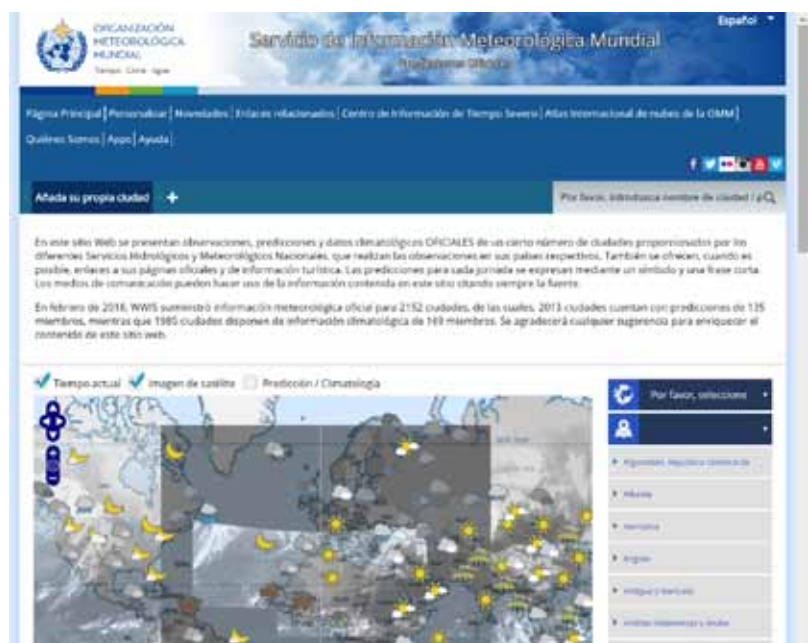 Español
ORGANIZACIÓN
METEOROLÓGICA
MUNDIAL
Tiempo · Clima · Agua
Servicio de Información Meteorológica Mundial
Predicciones Oficiales
Página Principal | Personalizar | Novedades | Enlaces relacionados | Centro de Información de Tiempo Severo | Atlas Internacional de nubes de la OMM |
Quiénes Somos | Apps | Ayuda |
Añada su propia ciudad +
Por favor, introduzca nombre de ciudad / p
En este sitio Web se presentan observaciones, predicciones y datos climatológicos OFICIALES de un cierto número de ciudades proporcionados por los
diferentes Servicios Hidrológicos y Meteorológicos Nacionales, que realizan las observaciones en sus países respectivos. También se ofrecen, cuando es
posible, enlaces a sus páginas oficiales y de información turística. Las predicciones para cada jornada se expresan mediante un símbolo y una frase corta.
Los medios de comunicación pueden hacer uso de la información contenida en este sitio citando siempre la fuente.
En febrero de 2018, WWIS suministró información meteorológica oficial para 2152 ciudades, de las cuales, 2013 ciudades cuentan con predicciones de 135
miembros, mientras que 1985 ciudades disponen de información climatológica de 169 miembros. Se agradecerá cualquier sugerencia para enriquecer el
contenido de este sitio web.
Tiempo actual Imagen de satélite Predicción / Climatología
Por favor, seleccione
Alemania
Angola
Antigua y Barbuda